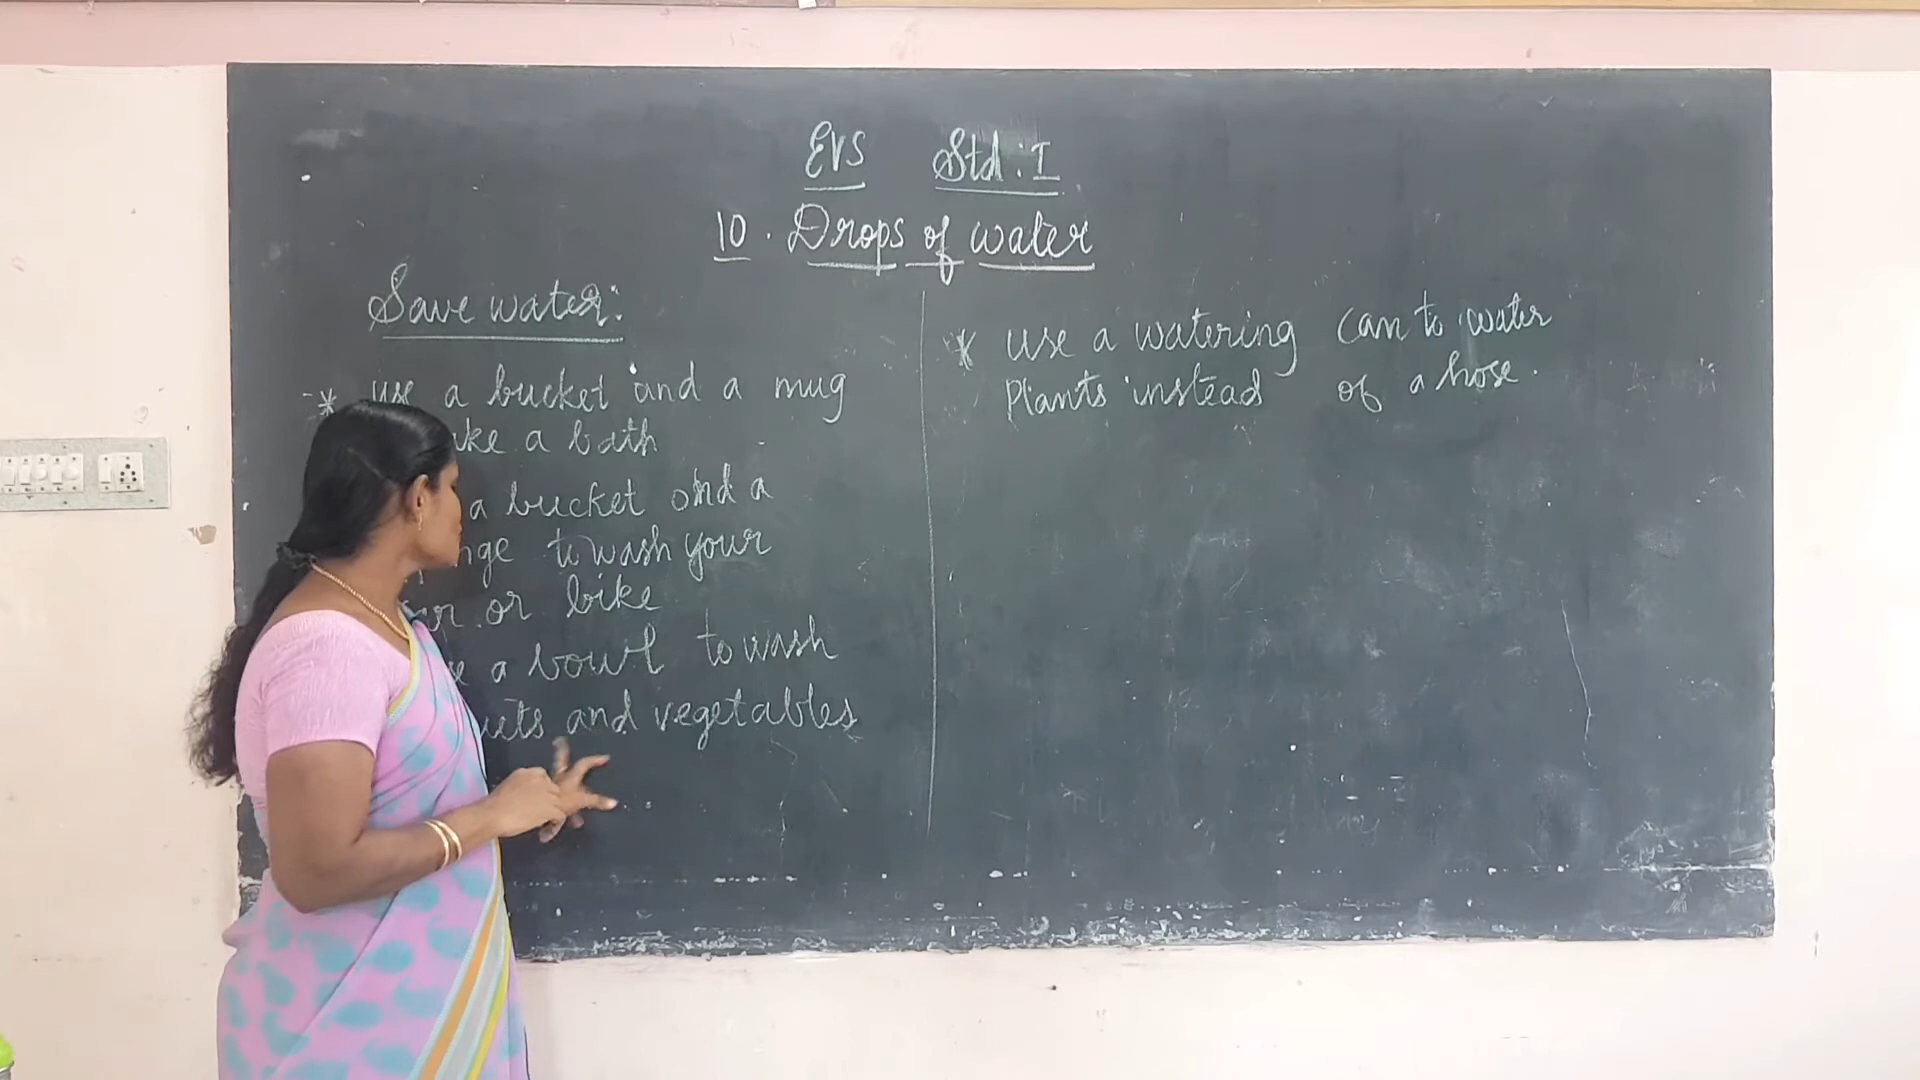 EVS Std : I
10 . Drops of water
Save water:
* use a bucket and a mug
a bath
a bucket and a
to wash your
or bike
a bowl to wash
and vegetables
* use a watering can to water
plants instead of a hose.